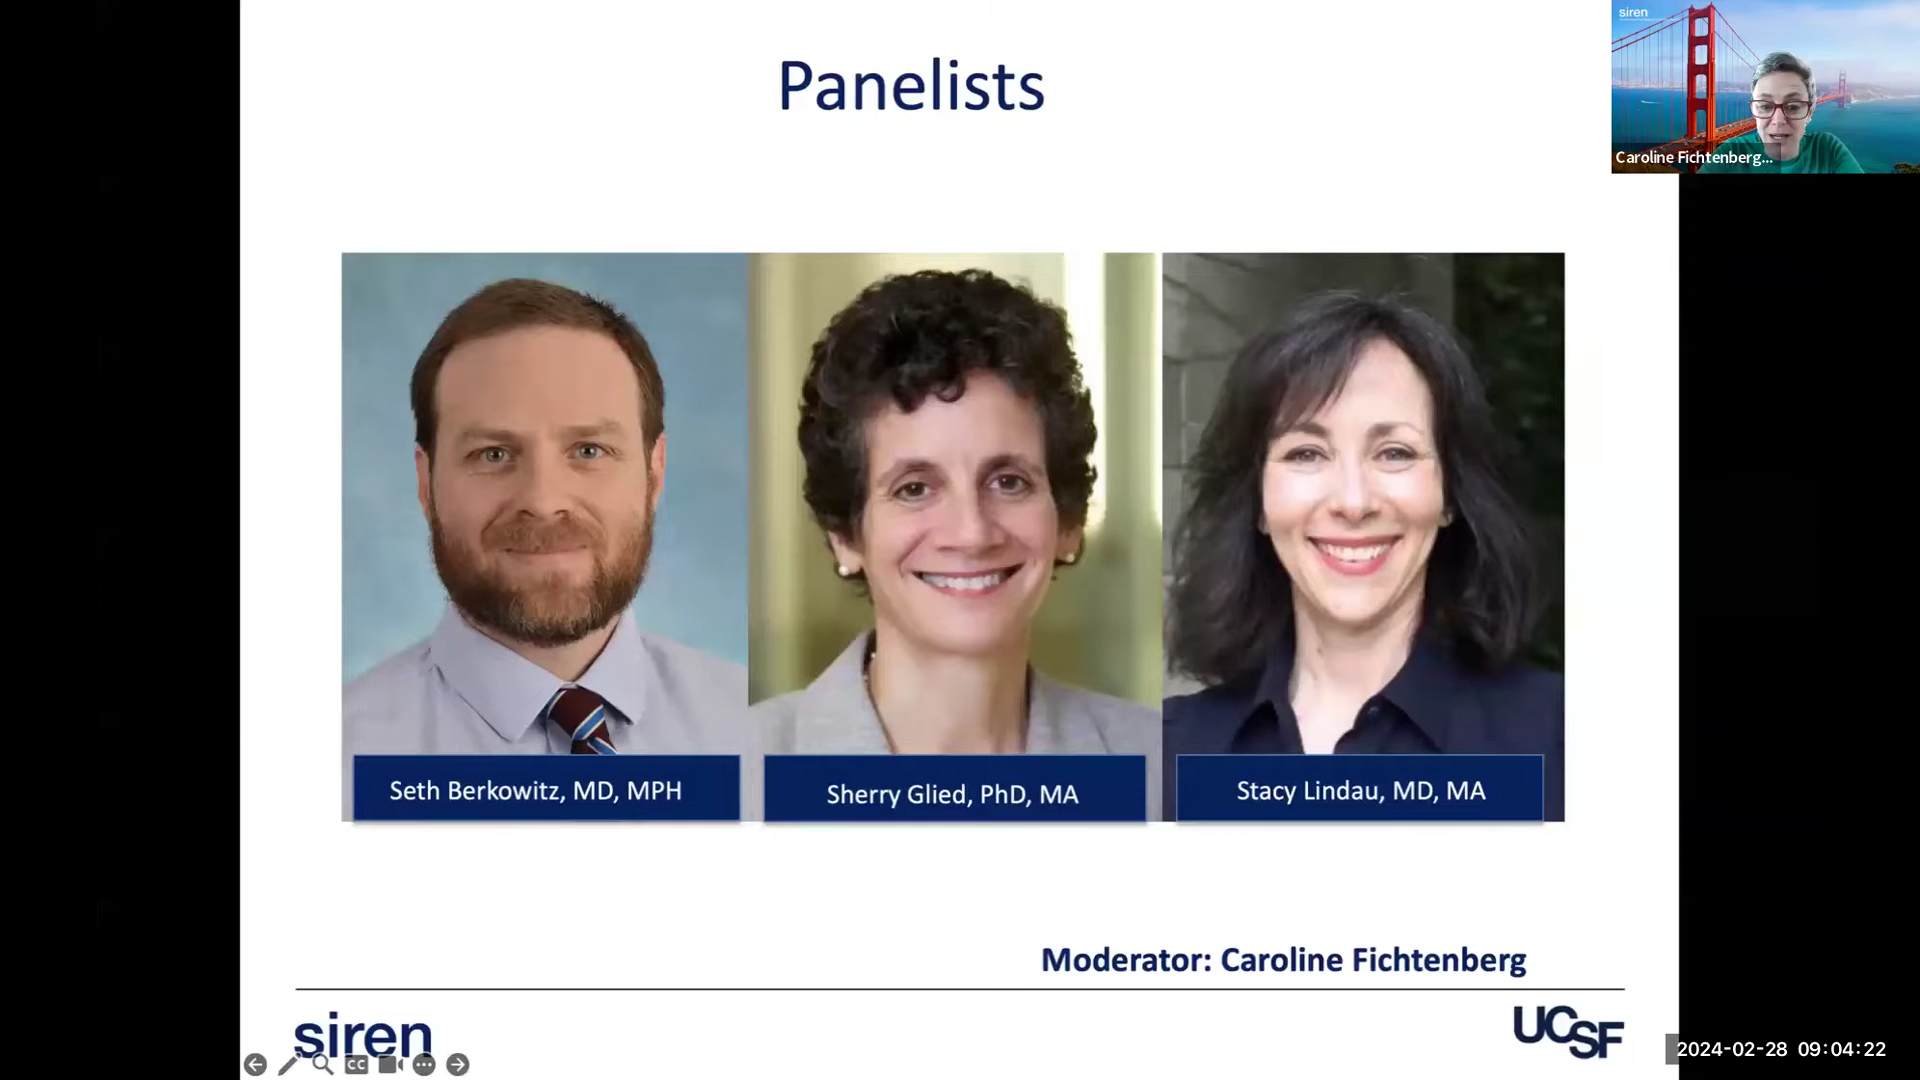 Panelists
siren
Caroline Fichtenberg...
Seth Berkowitz, MD, MPH
Sherry Glied, PhD, MA
Stacy Lindau, MD, MA
Moderator: Caroline Fichtenberg
siren
UCSF
CC
2024-02-28 09:04:22